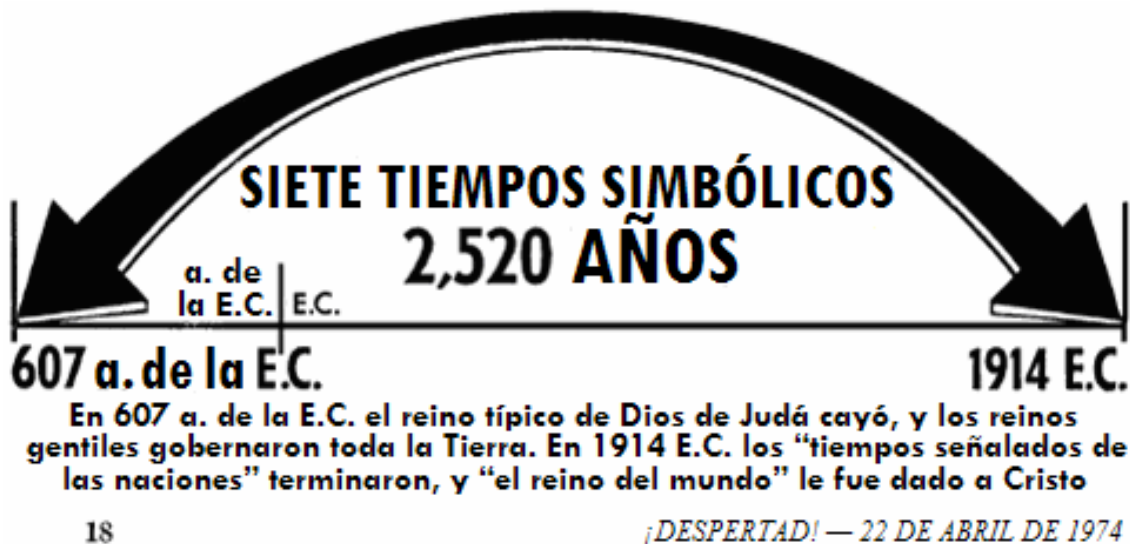 SIETE TIEMPOS SIMBÓLICOS
2,520 AÑOS
a. de
la E.C. E.C.
607 a. de la E.C. 1914 E.C.
En 607 a. de la E.C. el reino típico de Dios de Judá cayó, y los reinos
gentiles gobernaron toda la Tierra. En 1914 E.C. los “tiempos señalados de
las naciones” terminaron, y “el reino del mundo” le fue dado a Cristo
18 ¡DESPERTAD! — 22 DE ABRIL DE 1974